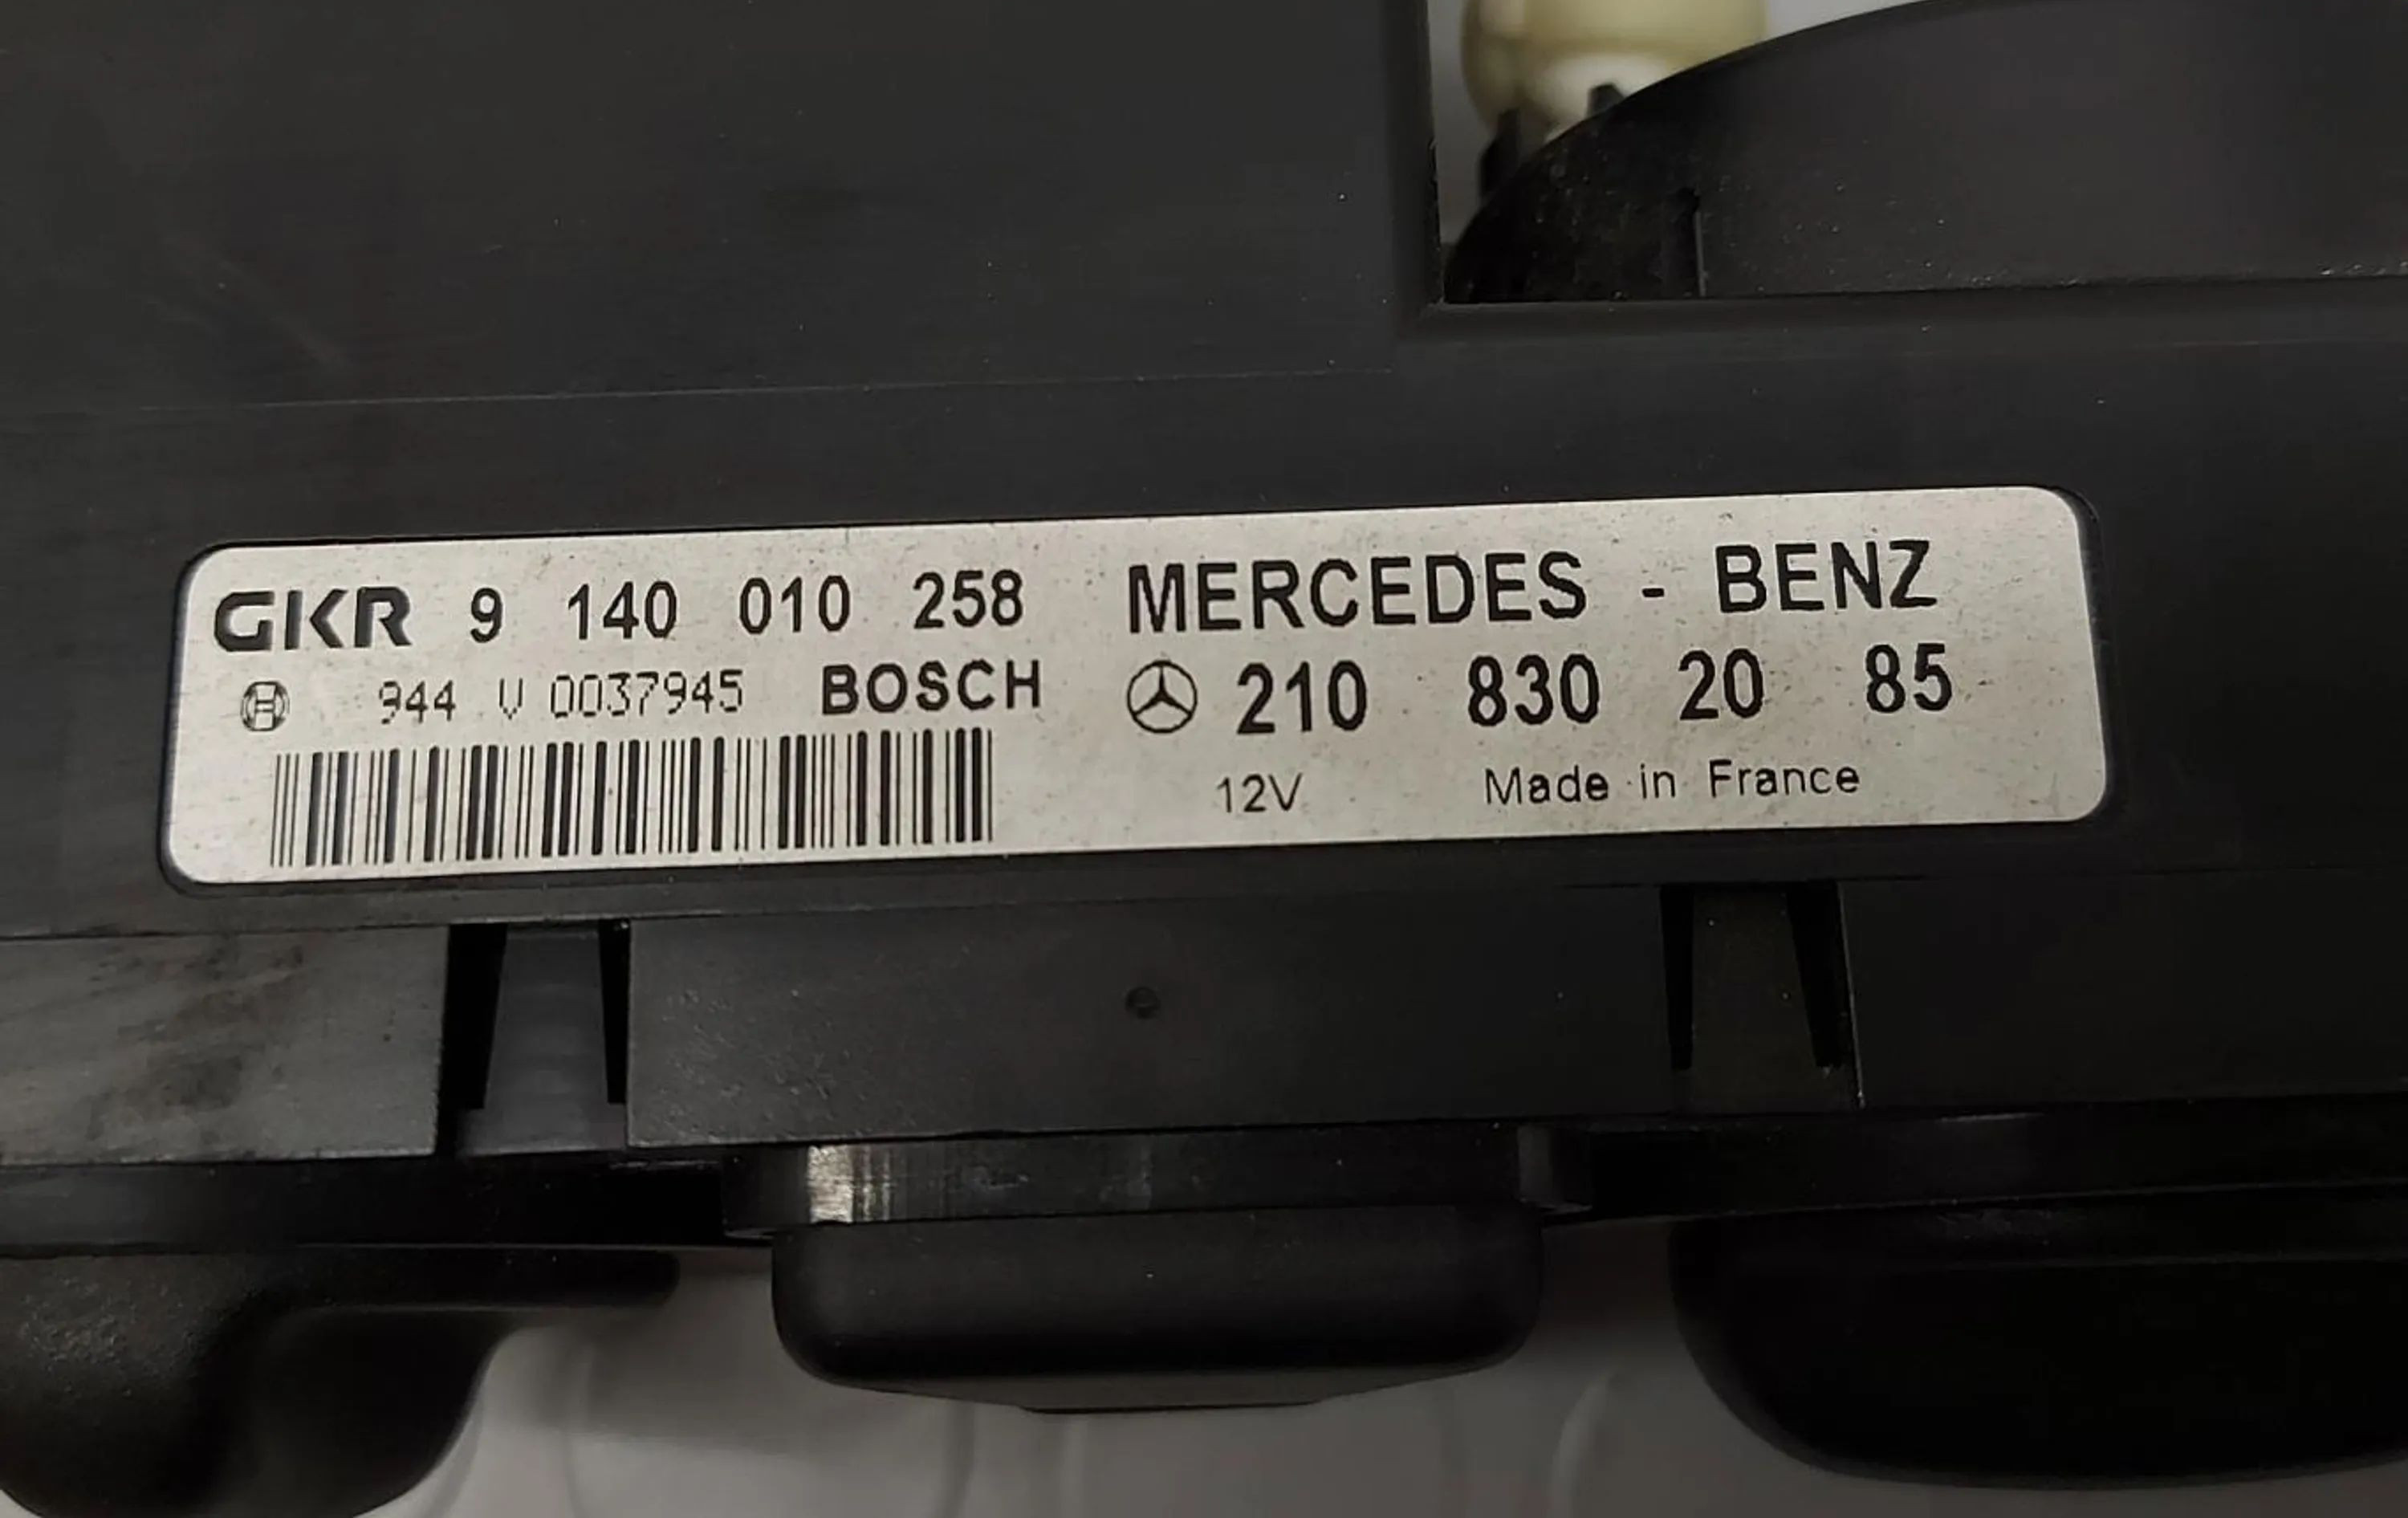 GKR 9 140 010 258
944 V 0037945 BOSCH
MERCEDES - BENZ
210 830 20 85
12V Made in France